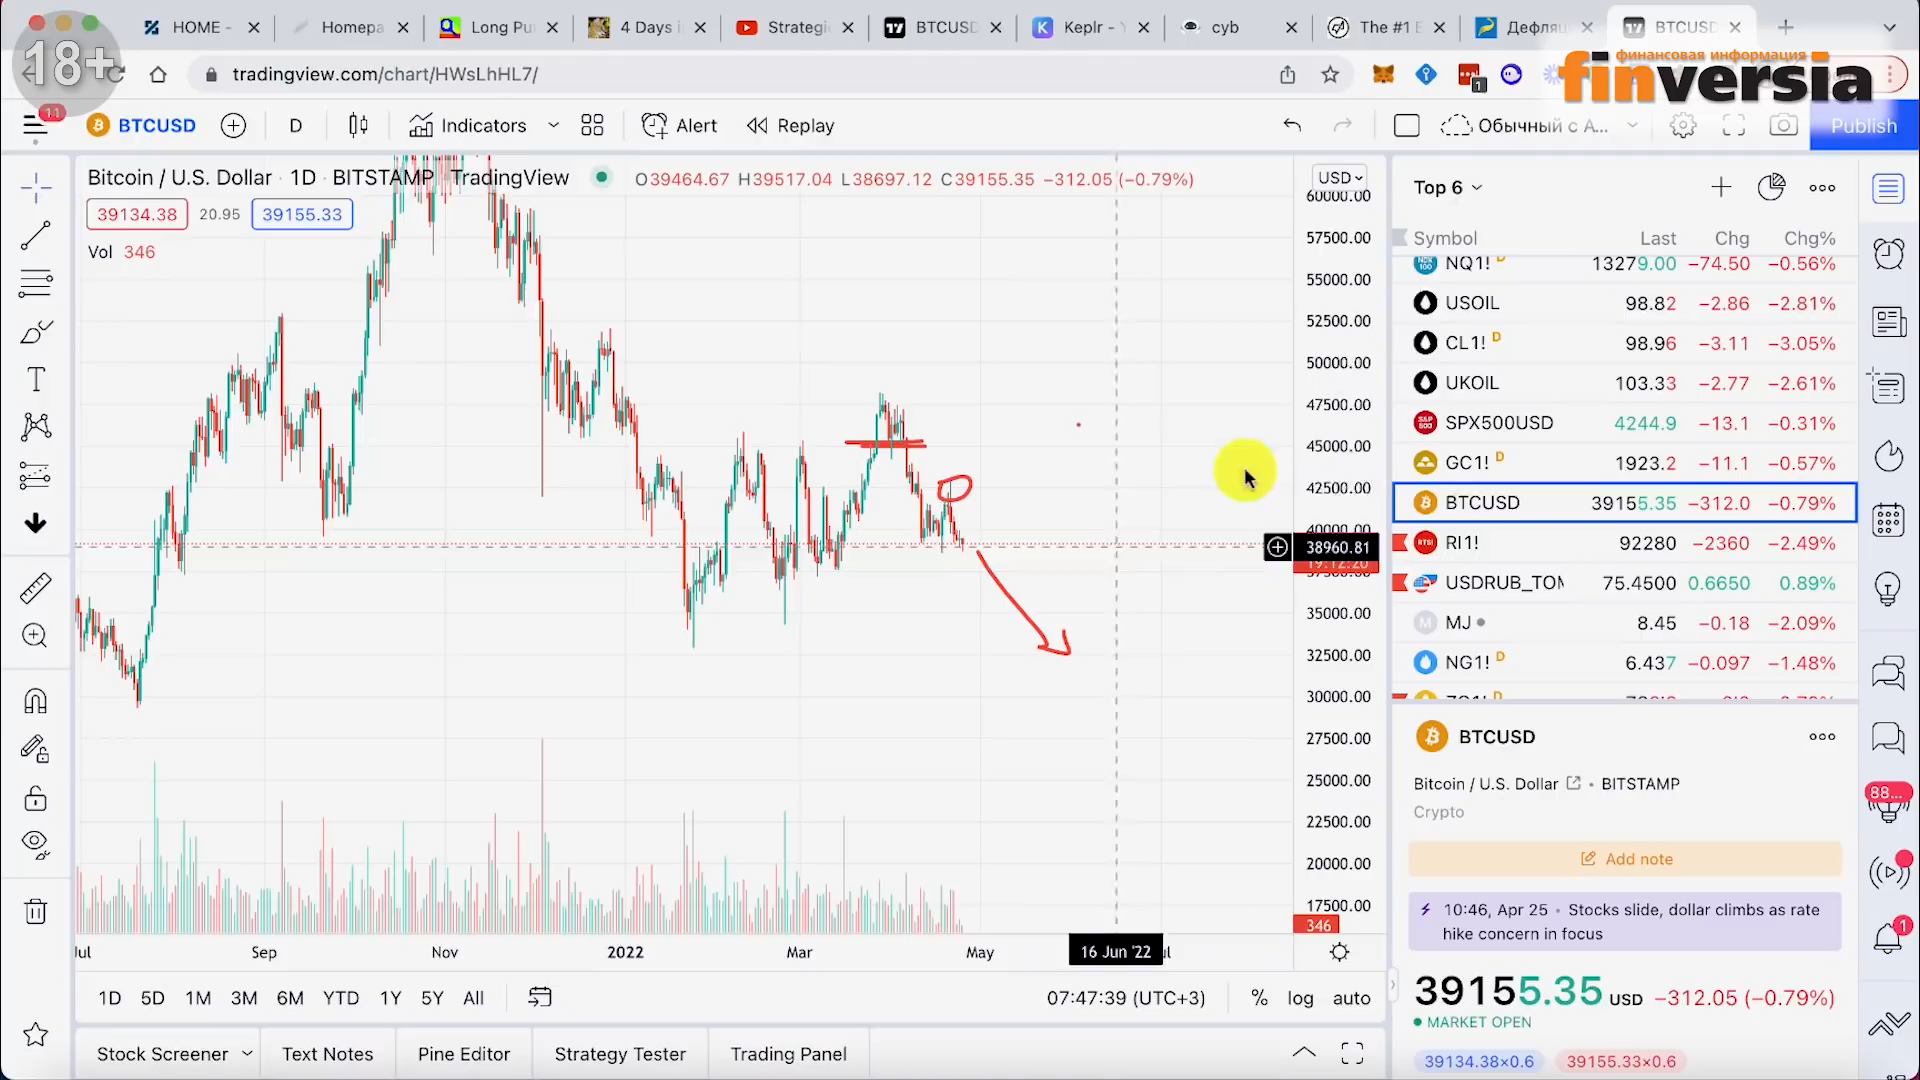 HOME -
Homepa
Long Pu
4 Days i
Strategi
BTCUSD
Keplr -
cyb
The #1 E
Дефляц
BTCUSD
18+
tradingview.com/chart/HWsLhHL7/
1
финансовая информация
finversia
11
BTCUSD
D
Indicators
Alert
Replay
Обычный с А...
Publish
Bitcoin / U.S. Dollar · 1D · BITSTAMP TradingView
O39464.67 H39517.04 L38697.12 C39155.35 −312.05 (−0.79%)
USD
39134.38 20.95 39155.33
Vol 346
60000.00
57500.00
55000.00
52500.00
50000.00
47500.00
45000.00
42500.00
40000.00
38960.81
19:12:20
37500.00
35000.00
32500.00
30000.00
27500.00
25000.00
22500.00
20000.00
17500.00
346
Sep Nov 2022 Mar May 16 Jun '22
1D 5D 1M 3M 6M YTD 1Y 5Y All
07:47:39 (UTC+3) % log auto
Stock Screener Text Notes Pine Editor Strategy Tester Trading Panel
Top 6
Symbol Last Chg Chg%
NQ1! D 13279.00 −74.50 −0.56%
USOIL 98.82 −2.86 −2.81%
CL1! D 98.96 −3.11 −3.05%
UKOIL 103.33 −2.77 −2.61%
SPX500USD 4244.9 −13.1 −0.31%
GC1! D 1923.2 −11.1 −0.57%
BTCUSD 39155.35 −312.0 −0.79%
RI1! 92280 −2360 −2.49%
USDRUB_TOM 75.4500 0.6650 0.89%
MJ 8.45 −0.18 −2.09%
NG1! D 6.437 −0.097 −1.48%
BTCUSD
Bitcoin / U.S. Dollar · BITSTAMP
Crypto
Add note
10:46, Apr 25 · Stocks slide, dollar climbs as rate
hike concern in focus
39155.35 USD −312.05 (−0.79%)
MARKET OPEN
39134.38×0.6 39155.33×0.6
88...
1